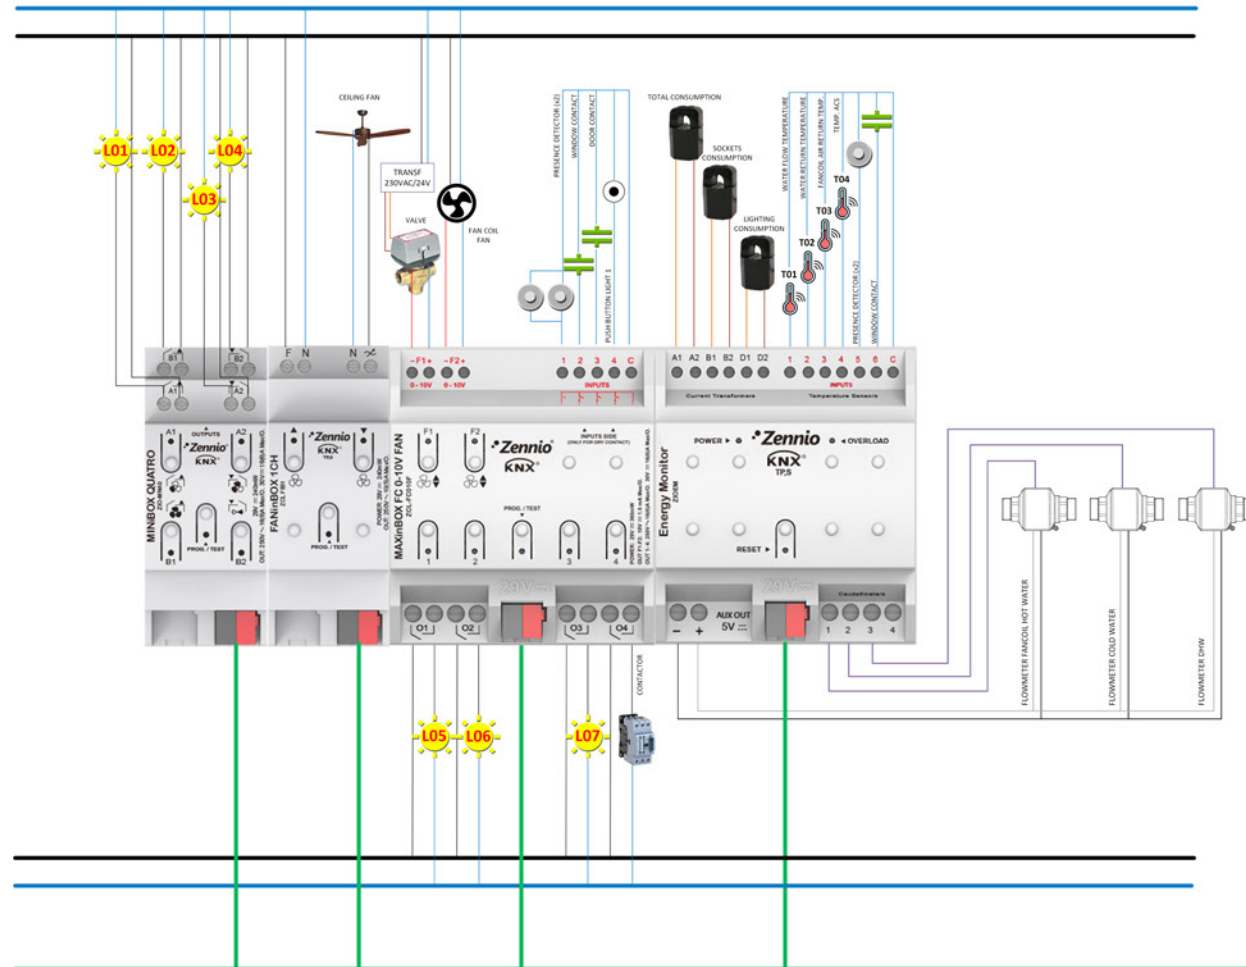 CEILING FAN
TRANSF
230VAC/24V
VALVE
FAN COIL
FAN
PRESENCE DETECTOR (x2)
WINDOW CONTACT
DOOR CONTACT
PUSH BUTTON LIGHT 1
TOTAL CONSUMPTION
SOCKETS
CONSUMPTION
LIGHTING
CONSUMPTION
WATER FLOW TEMPERATURE
WATER RETURN TEMPERATURE
FANCOIL AIR RETURN TEMP.
TEMP. ACS
PRESENCE DETECTOR (x2)
WINDOW CONTACT
L01
L02
L04
L03
T04
T03
T02
T01
B1
B2
A1
A2
F N
N
-F1+ -F2+
0-10V 0-10V
1 2 3 4 C
INPUTS
A1 A2 B1 B2 D1 D2
Current Transformers
1 2 3 4 5 6 C
INPUTS
Temperature Sensors
MINiBOX QUATRO
A1
OUTPUTS
A2
Zennio
KNX
PROG. / TEST
B1
B2
FANinBOX 1CH
Zennio
KNX
PROG. / TEST
MAXinBOX FC 0-10V FAN
ZCL-FC010F
F1
F2
Zennio
KNX
INPUTS SIDE
(ONLY FOR DRY CONTACT)
PROG. / TEST
1
2
3
4
Energy Monitor
ZIOEM
POWER
Zennio
KNX
OVERLOAD
RESET
O1
O2
29V
O3
O4
- +
AUX OUT
5V
29V
Caudalimeters
1 2 3 4
L05
L06
L07
CONTACTOR
FLOWMETER FANCOIL HOT WATER
FLOWMETER COLD WATER
FLOWMETER DHW